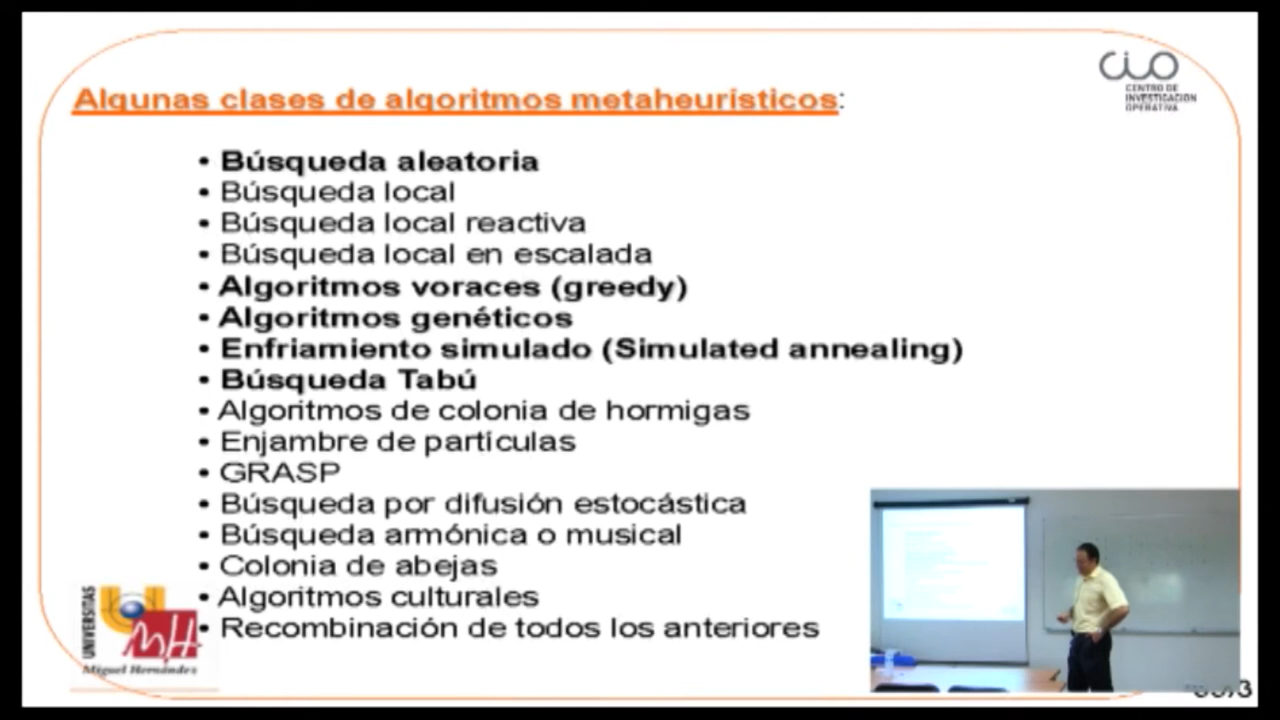 Algunas clases de algoritmos metaheurísticos:
CIO
CENTRO DE
INVESTIGACIÓN
OPERATIVA
• Búsqueda aleatoria
• Búsqueda local
• Búsqueda local reactiva
• Búsqueda local en escalada
• Algoritmos voraces (greedy)
• Algoritmos genéticos
• Enfriamiento simulado (Simulated annealing)
• Búsqueda Tabú
• Algoritmos de colonia de hormigas
• Enjambre de partículas
• GRASP
• Búsqueda por difusión estocástica
• Búsqueda armónica o musical
• Colonia de abejas
• Algoritmos culturales
• Recombinación de todos los anteriores
UNIVERSITAS
Miguel Hernández